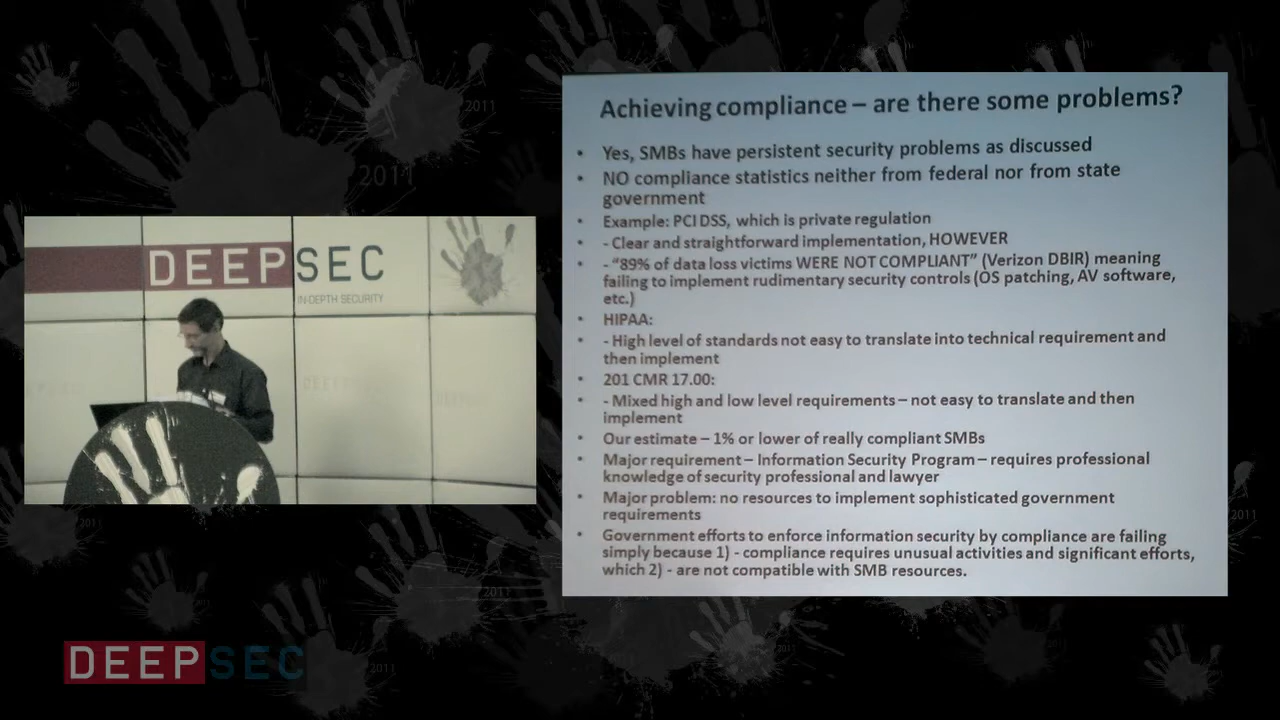 2011
2011
DEEPSEC
IN-DEPTH SECURITY
Achieving compliance – are there some problems?
• Yes, SMBs have persistent security problems as discussed
• NO compliance statistics neither from federal nor from state
government
• Example: PCI DSS, which is private regulation
• - Clear and straightforward implementation, HOWEVER
• - “89% of data loss victims WERE NOT COMPLIANT” (Verizon DBIR) meaning
failing to implement rudimentary security controls (OS patching, AV software,
etc.)
• HIPAA:
• - High level of standards not easy to translate into technical requirement and
then implement
• 201 CMR 17.00:
• - Mixed high and low level requirements – not easy to translate and then
implement
• Our estimate – 1% or lower of really compliant SMBs
• Major requirement – Information Security Program – requires professional
knowledge of security professional and lawyer
• Major problem: no resources to implement sophisticated government
requirements
• Government efforts to enforce information security by compliance are failing
simply because 1) - compliance requires unusual activities and significant efforts,
which 2) - are not compatible with SMB resources.
2011
2011
2011
DEEPSEC
2011
2011